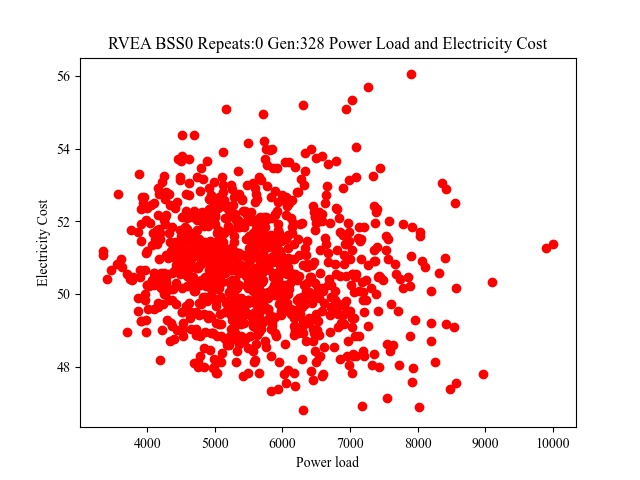 RVEA BSS0 Repeats:0 Gen:328 Power Load and Electricity Cost
56
54
52
50
48
Electricity Cost
4000 5000 6000 7000 8000 9000 10000
Power load